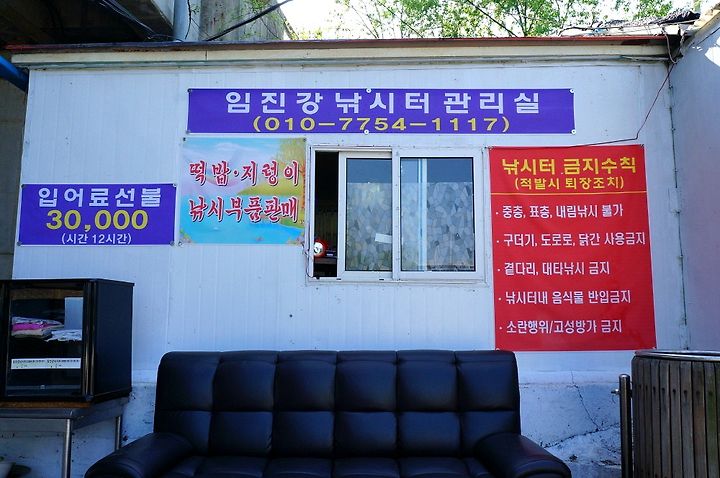 임진강 낚시터 관리실
(010-7754-1117)
입어료선불
30,000
(시간 12시간)
떡밥·지렁이
낚시부품판매
낚시터 금지수칙
(적발시 퇴장조치)
· 중층, 표층, 내림낚시 불가
· 구더기, 도로로, 닭간 사용금지
· 곁다리, 대타낚시 금지
· 낚시터내 음식물 반입금지
· 소란행위/고성방가 금지